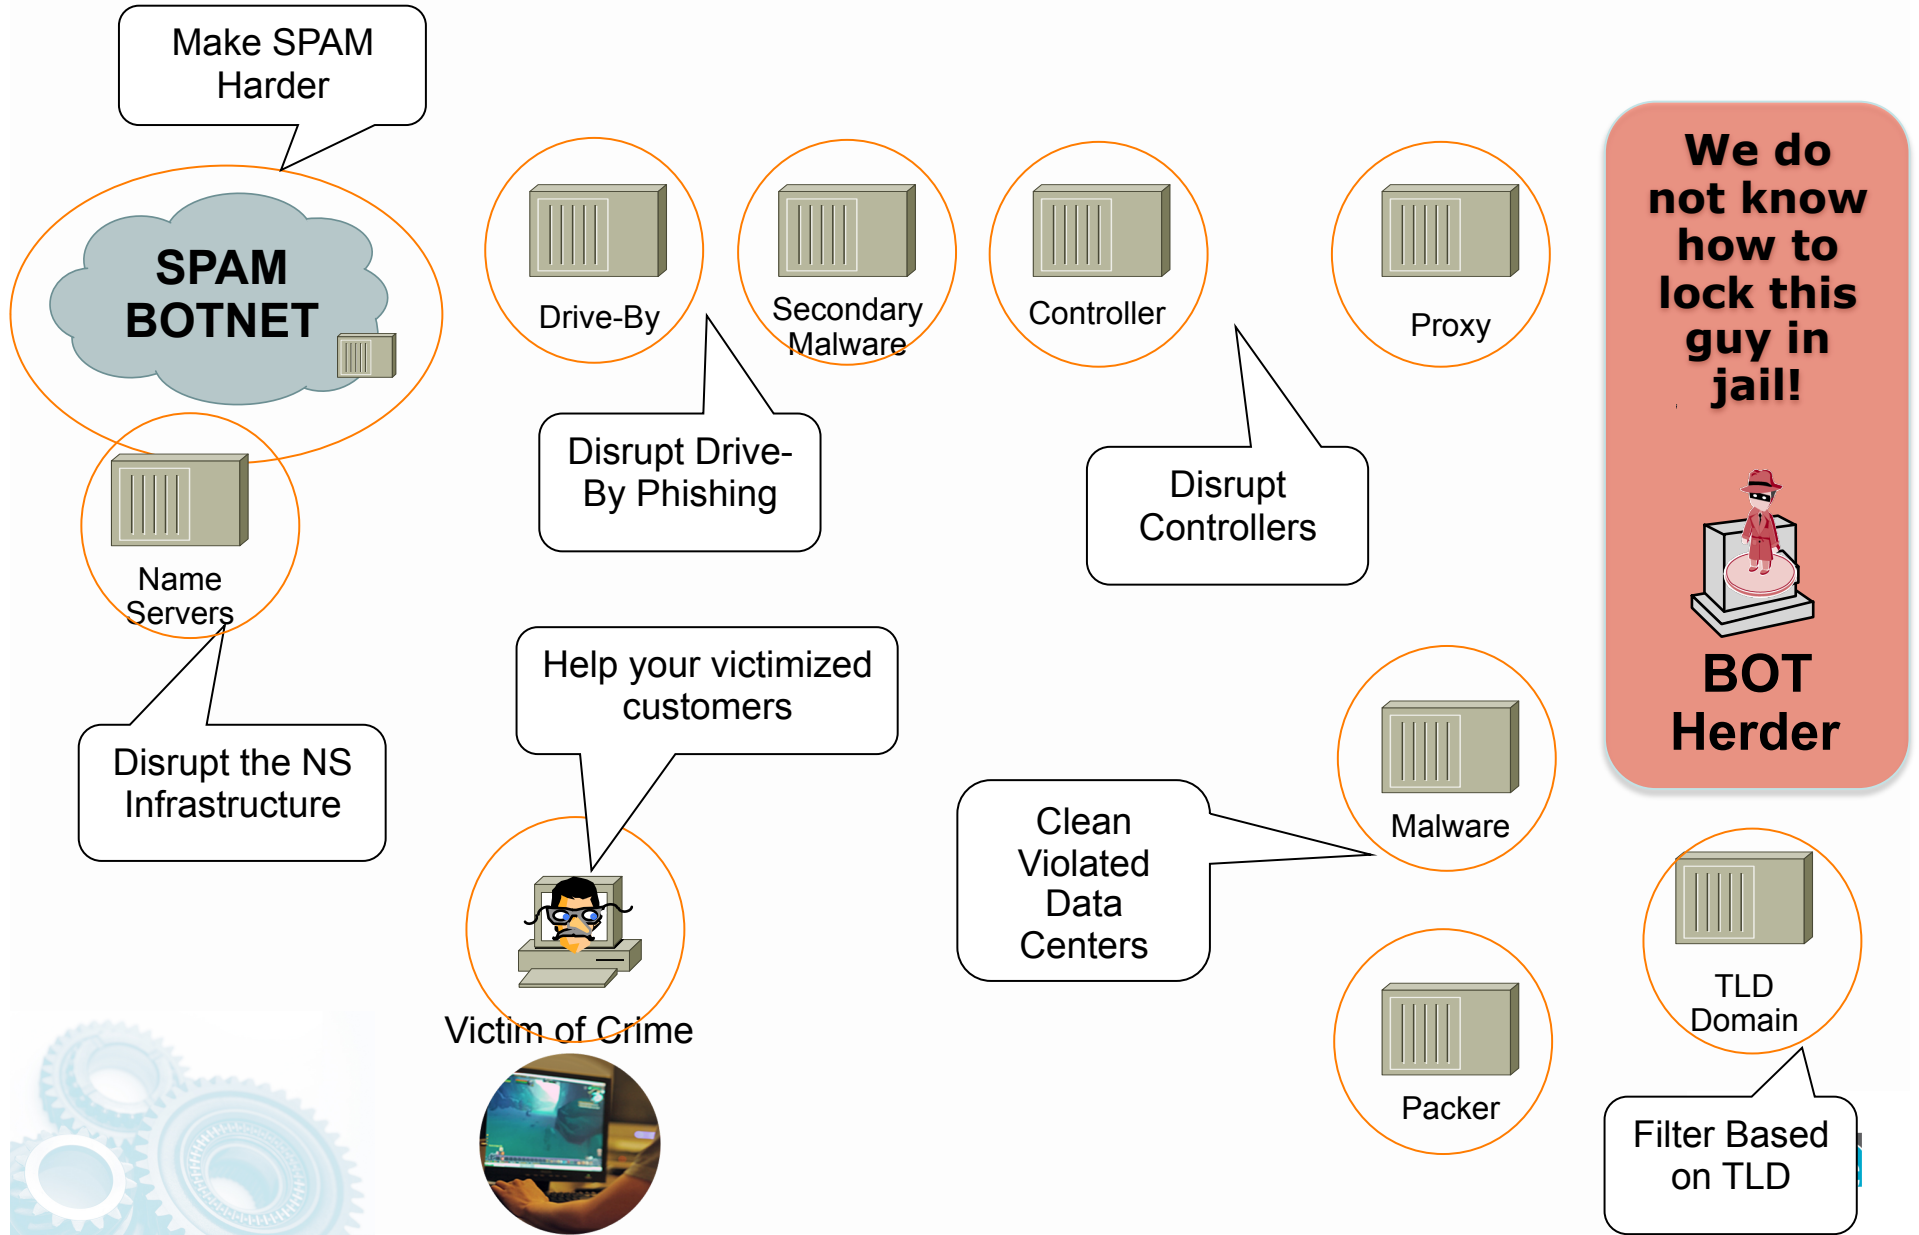 Make SPAM
Harder
SPAM
BOTNET
Drive-By
Secondary
Malware
Controller
Proxy
We do
not know
how to
lock this
guy in
jail!
Disrupt Drive-
By Phishing
Disrupt
Controllers
Name
Servers
Disrupt the NS
Infrastructure
Help your victimized
customers
BOT
Herder
Malware
Clean
Violated
Data
Centers
Victim of Crime
TLD
Domain
Packer
Filter Based
on TLD